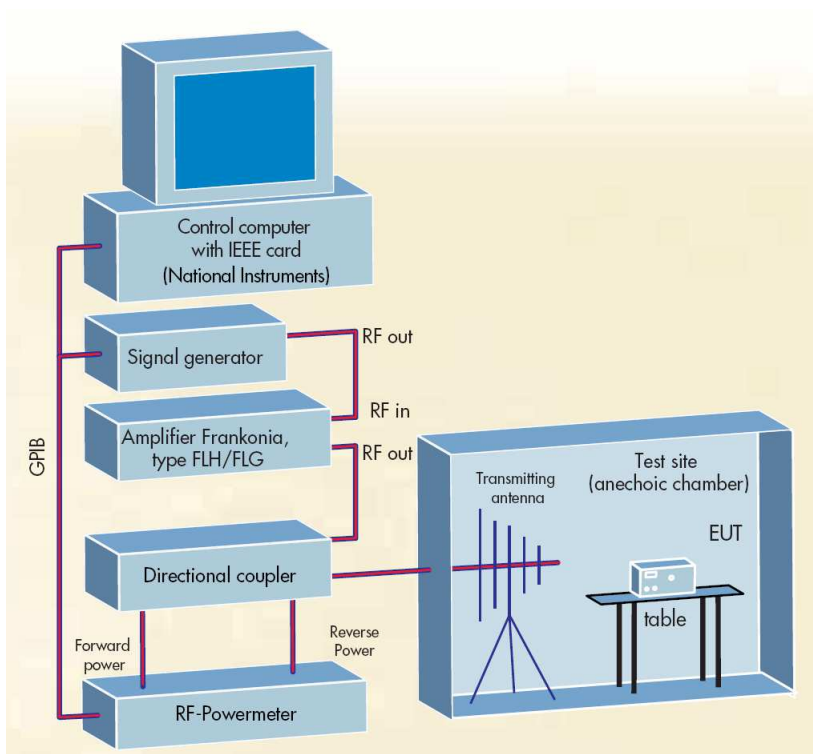 Control computer
with IEEE card
(National Instruments)
Signal generator
RF out
RF in
Amplifier Frankonia,
type FLH/FLG
RF out
GPIB
Directional coupler
Forward
power
Reverse
Power
RF-Powermeter
Transmitting
antenna
Test site
(anechoic chamber)
EUT
table